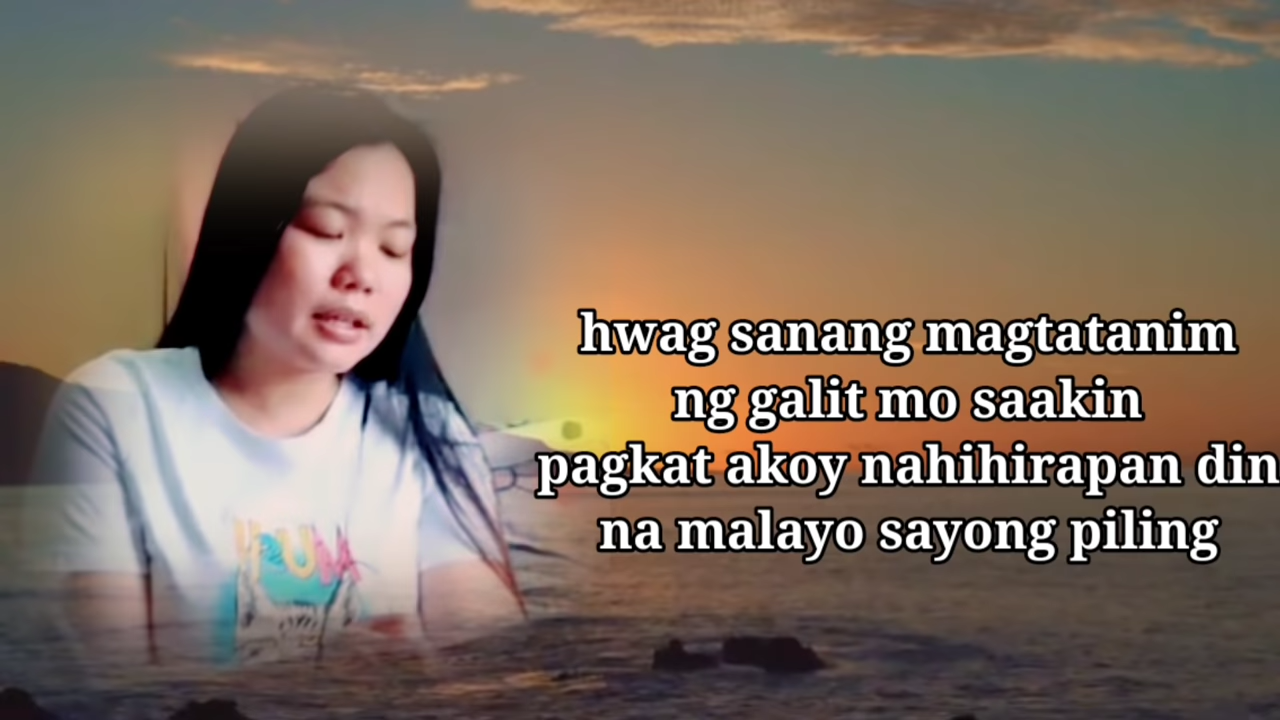 hwag sanang magtatanim
ng galit mo saakin
pagkat akoy nahihirapan din
na malayo sayong piling